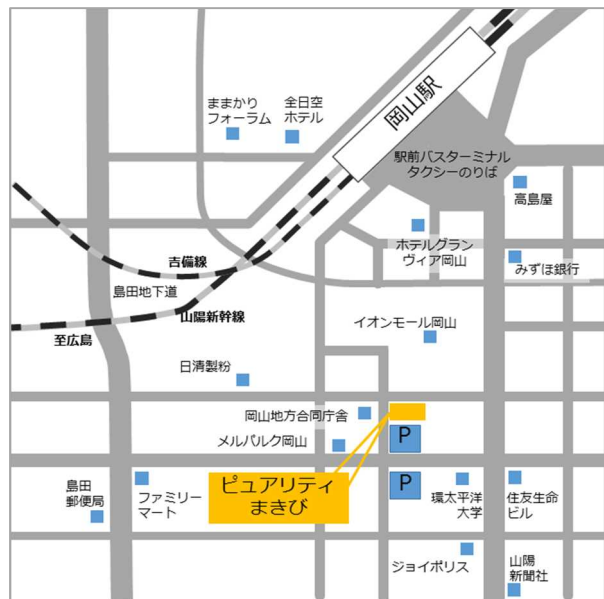 岡山駅
ままかり
フォーラム
全日空
ホテル
駅前バスターミナル
タクシーのりば
高島屋
ホテルグラン
ヴィア岡山
みずほ銀行
吉備線
島田地下道
山陽新幹線
至広島
イオンモール岡山
日清製粉
岡山地方合同庁舎
メルパルク岡山
P
ピュアリティ
まきび
P
島田
郵便局
ファミリー
マート
環太平洋
大学
住友生命
ビル
ジョイポリス
山陽
新聞社